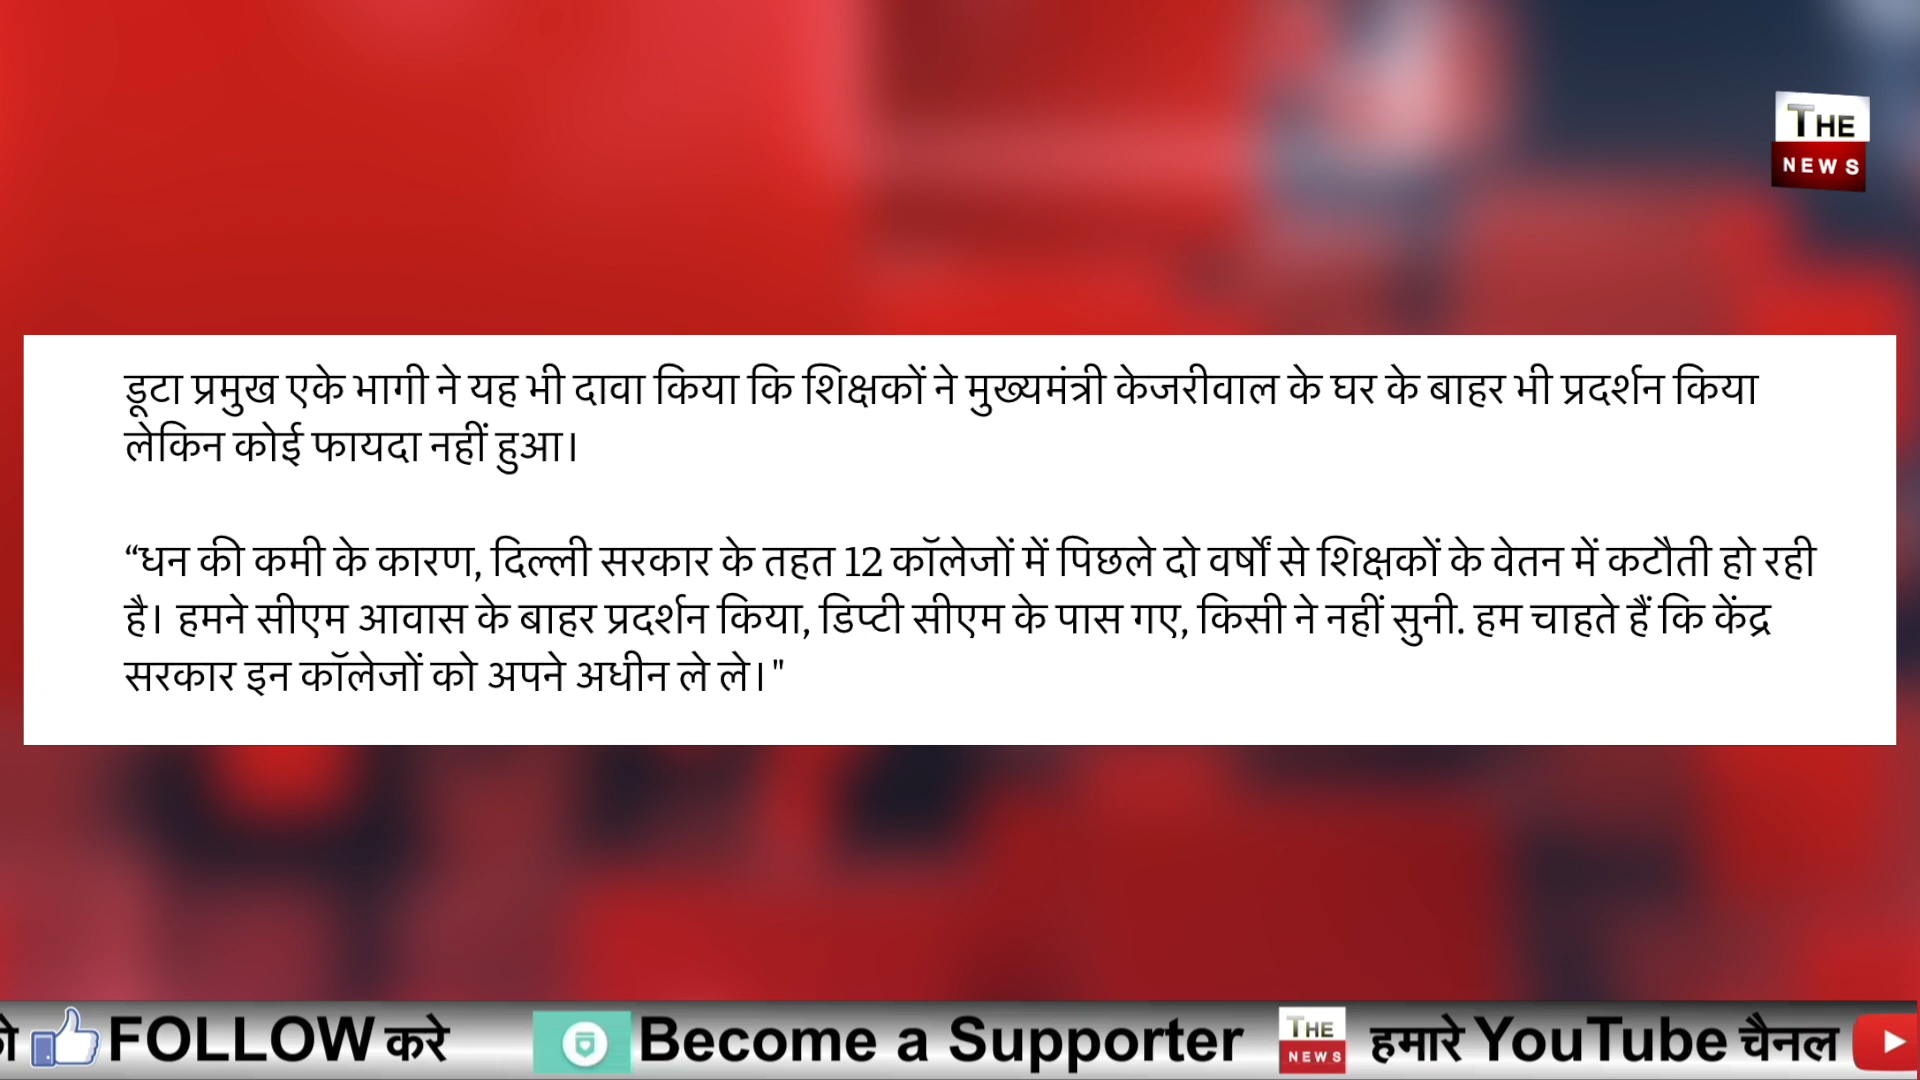 THE
NEWS
डूटा प्रमुख एके भागी ने यह भी दावा किया कि शिक्षकों ने मुख्यमंत्री केजरीवाल के घर के बाहर भी प्रदर्शन किया
लेकिन कोई फायदा नहीं हुआ।
“धन की कमी के कारण, दिल्ली सरकार के तहत 12 कॉलेजों में पिछले दो वर्षों से शिक्षकों के वेतन में कटौती हो रही
है। हमने सीएम आवास के बाहर प्रदर्शन किया, डिप्टी सीएम के पास गए, किसी ने नहीं सुनी. हम चाहते हैं कि केंद्र
सरकार इन कॉलेजों को अपने अधीन ले ले।"
FOLLOW करे Become a Supporter THE NEWS हमारे YouTube चैनल